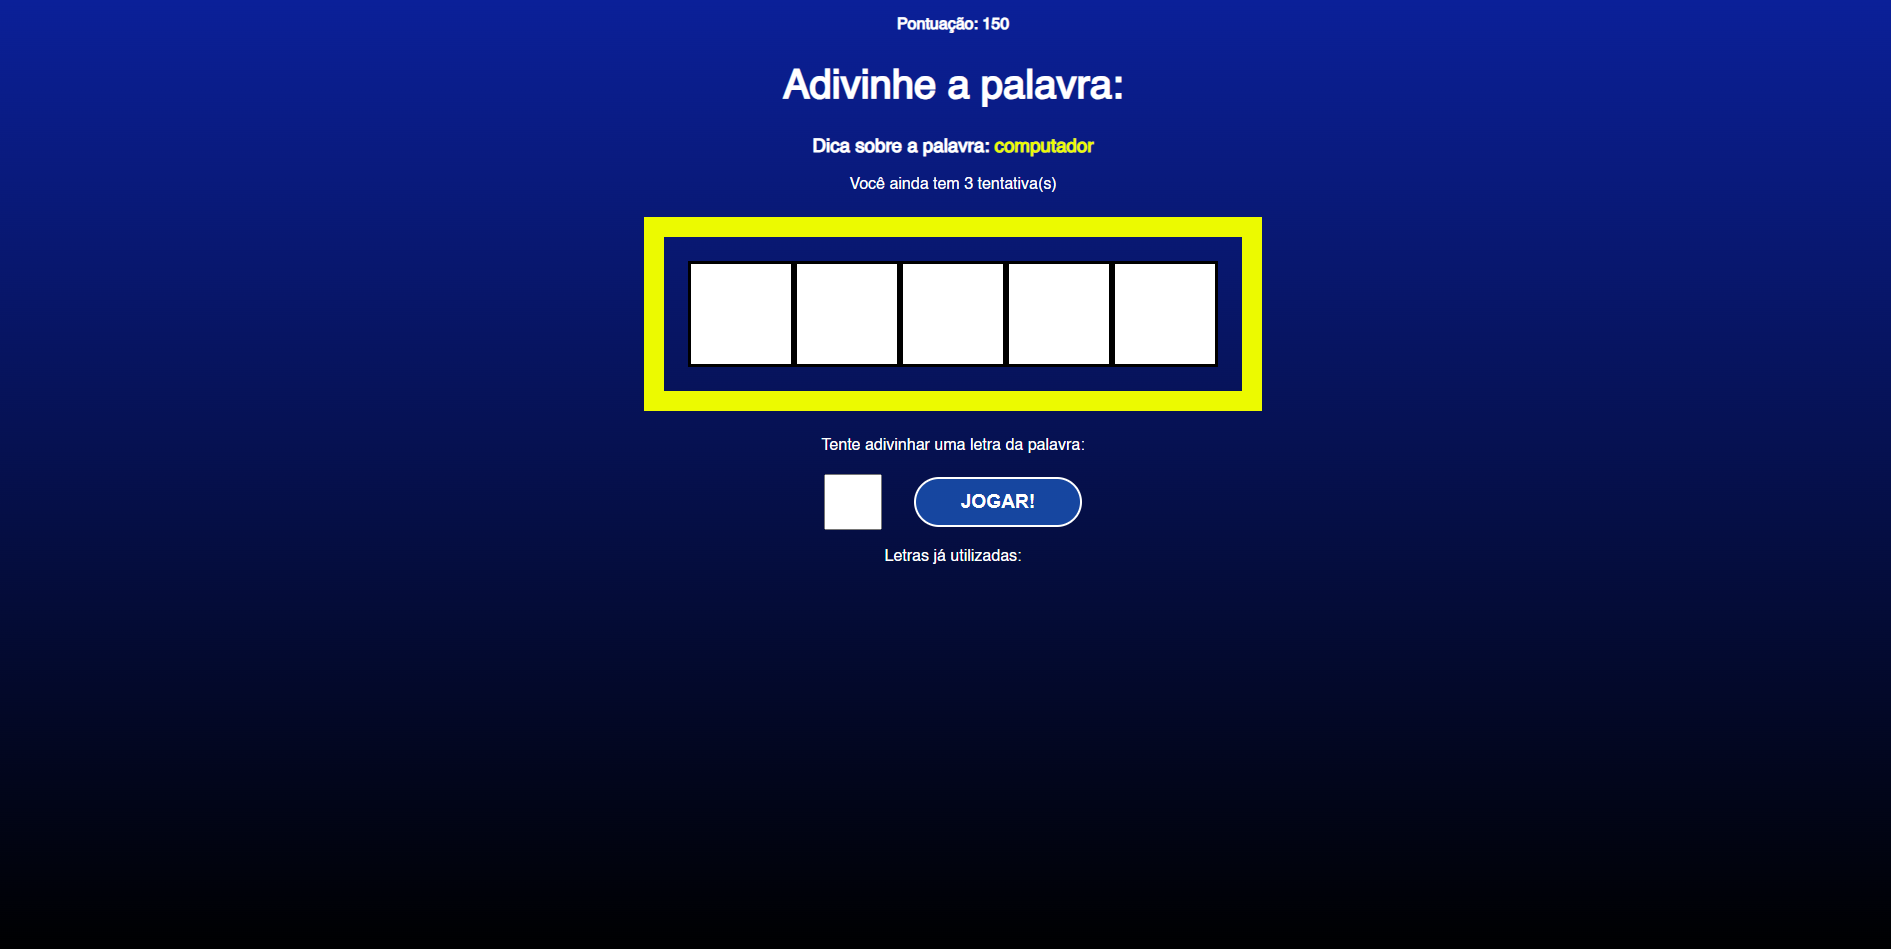 Pontuação: 150
Adivinhe a palavra:
Dica sobre a palavra: computador
Você ainda tem 3 tentativa(s)
Tente adivinhar uma letra da palavra:
JOGAR!
Letras já utilizadas: